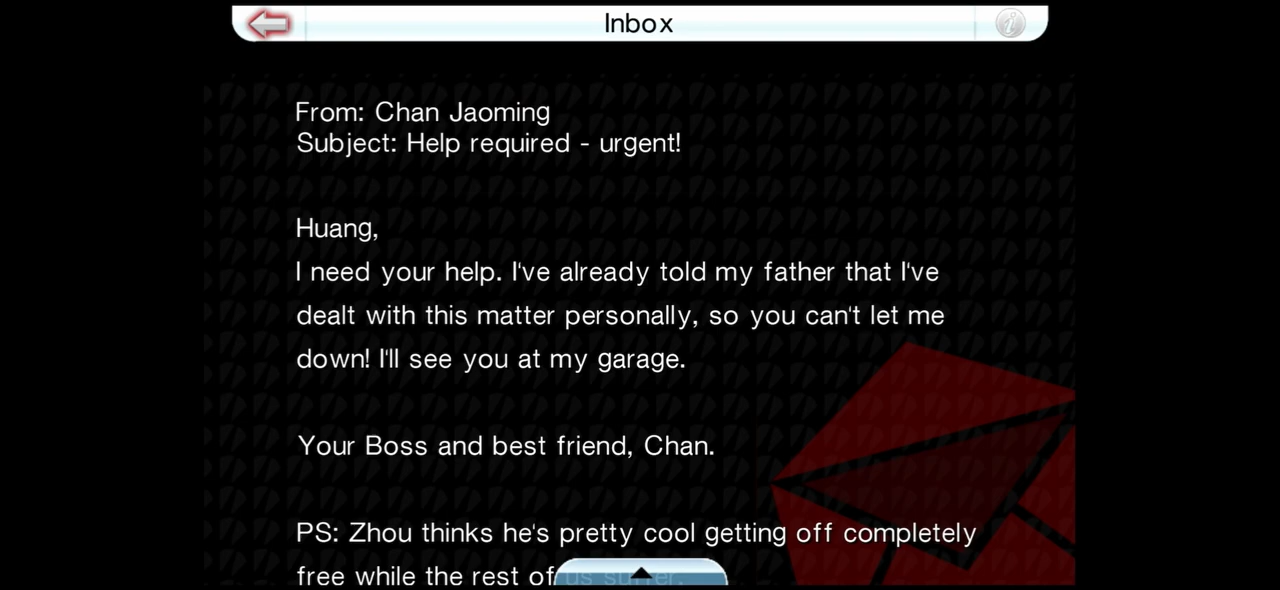 Inbox
From: Chan Jaoming
Subject: Help required - urgent!
Huang,
I need your help. I've already told my father that I've
dealt with this matter personally, so you can't let me
down! I'll see you at my garage.
Your Boss and best friend, Chan.
PS: Zhou thinks he's pretty cool getting off completely
free while the rest of us suffer.